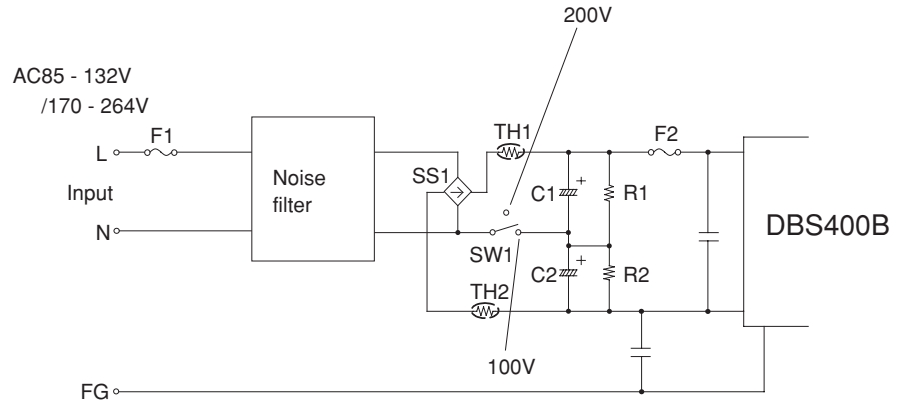 200V
AC85 - 132V
/170 - 264V
F1
TH1
F2
L
SS1
C1
+
R1
Input
Noise
filter
DBS400B
N
SW1
+
C2
R2
TH2
100V
FG